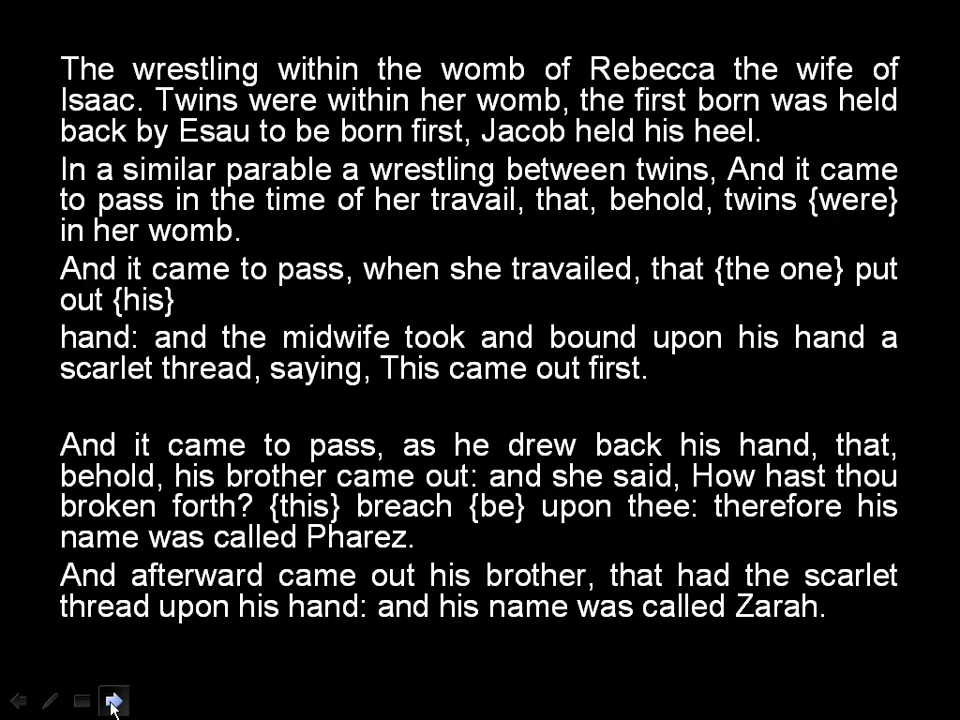 The wrestling within the womb of Rebecca the wife of
Isaac. Twins were within her womb, the first born was held
back by Esau to be born first, Jacob held his heel.
In a similar parable a wrestling between twins, And it came
to pass in the time of her travail, that, behold, twins {were}
in her womb.
And it came to pass, when she travailed, that {the one} put
out {his}
hand: and the midwife took and bound upon his hand a
scarlet thread, saying, This came out first.
And it came to pass, as he drew back his hand, that,
behold, his brother came out: and she said, How hast thou
broken forth? {this} breach {be} upon thee: therefore his
name was called Pharez.
And afterward came out his brother, that had the scarlet
thread upon his hand: and his name was called Zarah.